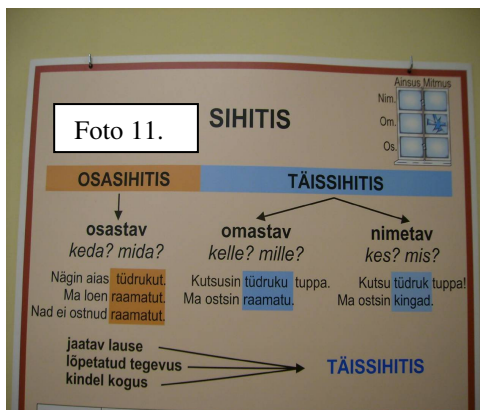 Foto 11.
SIHITIS
Ainsus Mitmus
Nim.
Om.
Os.
OSASIHITIS
TÄISSIHITIS
osastav
keda? mida?
Nägin aias tüdrukut.
Ma loen raamatut.
Nad ei ostnud raamatut.
omastav
kelle? mille?
Kutsusin tüdruku tuppa.
Ma ostsin raamatu.
nimetav
kes? mis?
Kutsu tüdruk tuppa!
Ma ostsin kingad.
jaatav lause
lõpetatud tegevus
kindel kogus
TÄISSIHITIS